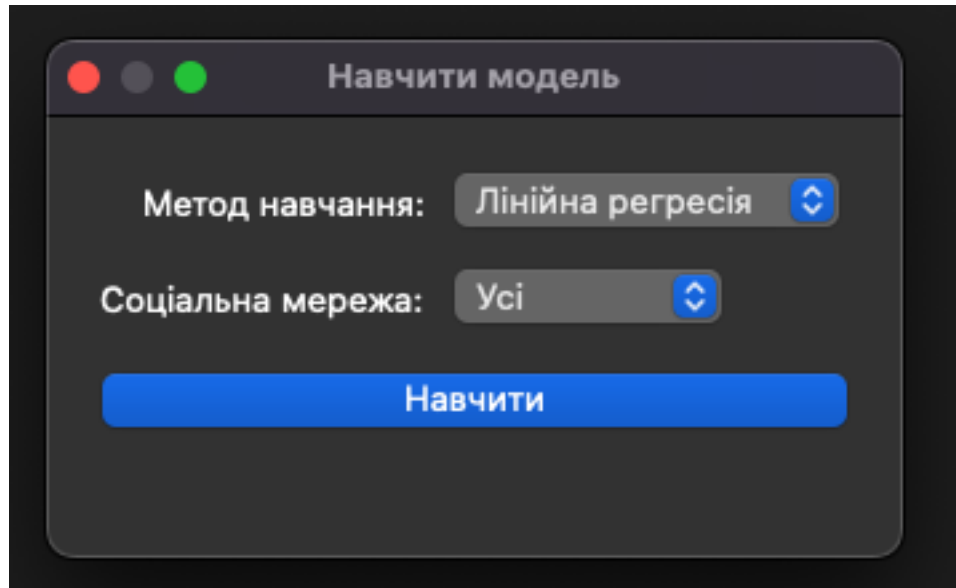 Навчити модель
Метод навчання: Лінійна регресія
Соціальна мережа: Усі
Навчити